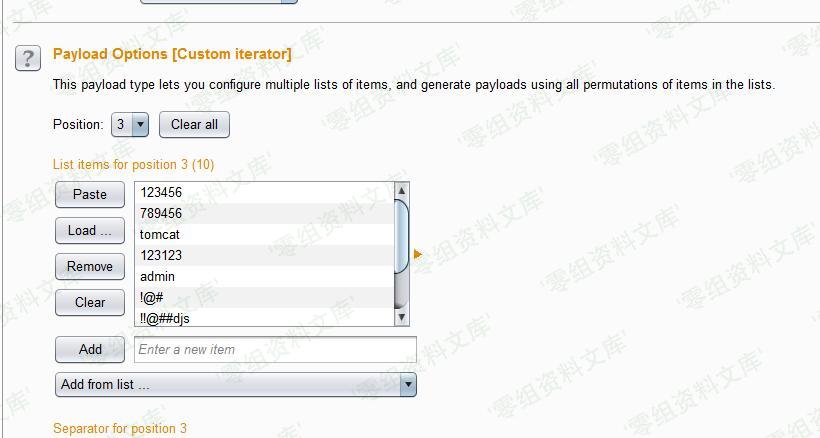 Payload Options [Custom iterator]
?
This payload type lets you configure multiple lists of items, and generate payloads using all permutations of items in the lists.
Position: 3 Clear all
List items for position 3 (10)
Paste
Load ...
Remove
Clear
123456
789456
tomcat
123123
admin
!@#
!!@##djs
Add Enter a new item
Add from list ...
Separator for position 3
'零组资料文库'